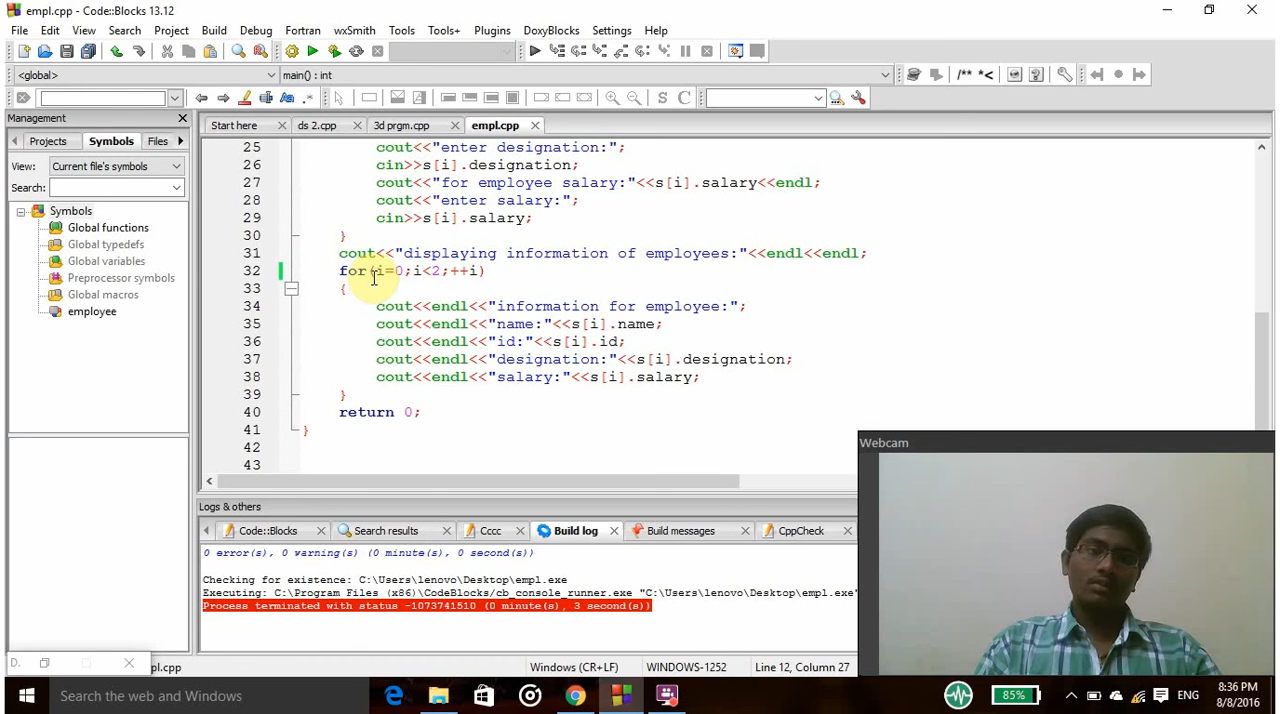 empl.cpp - Code::Blocks 13.12
File Edit View Search Project Build Debug Fortran wxSmith Tools Tools+ Plugins DoxyBlocks Settings Help
<global> main() : int
/** *<
S C
Management
Start here ds 2.cpp 3d prgm.cpp empl.cpp
Projects Symbols Files
View: Current file's symbols
Search:
Symbols
Global functions
Global typedefs
Global variables
Preprocessor symbols
Global macros
employee
25 cout<<"enter designation:";
26 cin>>s[i].designation;
27 cout<<"for employee salary:"<<s[i].salary<<endl;
28 cout<<"enter salary:";
29 cin>>s[i].salary;
30 }
31 cout<<"displaying information of employees:"<<endl<<endl;
32 for(i=0;i<2;++i)
33 {
34 cout<<endl<<"information for employee:";
35 cout<<endl<<"name:"<<s[i].name;
36 cout<<endl<<"id:"<<s[i].id;
37 cout<<endl<<"designation:"<<s[i].designation;
38 cout<<endl<<"salary:"<<s[i].salary;
39 }
40 return 0;
41 }
42
43
Logs & others
Code::Blocks Search results Cccc Build log Build messages CppCheck
0 error(s), 0 warning(s) (0 minute(s), 0 second(s))
Checking for existence: C:\Users\lenovo\Desktop\empl.exe
Executing: C:\Program Files (x86)\CodeBlocks/cb_console_runner.exe "C:\Users\lenovo\Desktop\empl.exe"
Process terminated with status -1073741510 (0 minute(s), 3 second(s))
Webcam
D.
p.cpp Windows (CR+LF) WINDOWS-1252 Line 12, Column 27
Search the web and Windows
85%
ENG
8:36 PM
8/8/2016